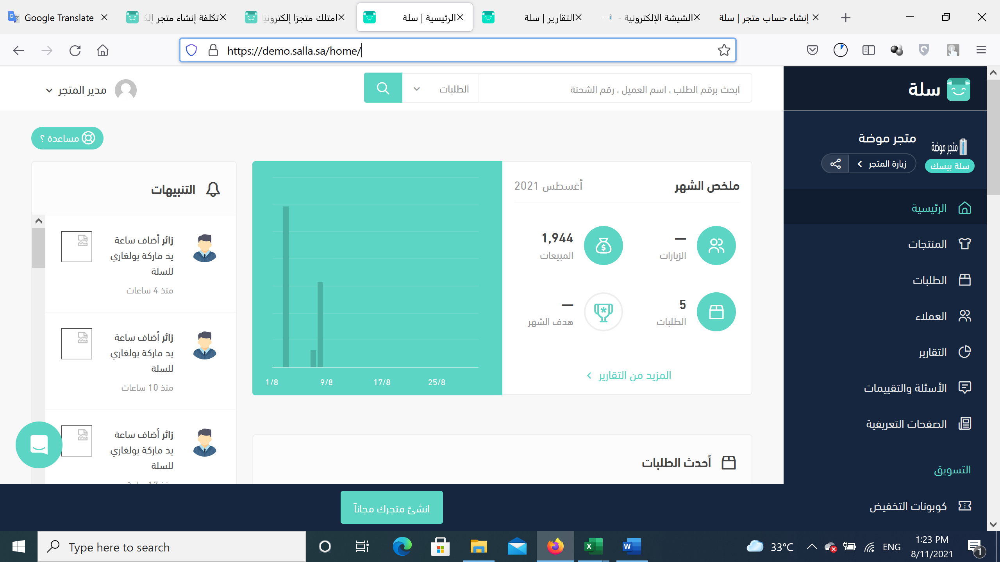 Google Translate
تكلفة إنشاء متجر إلك
امتلك متجرًا إلكترونيًا
الرئيسية | سلة
التقارير | سلة
الشيشة الإلكترونية -
إنشاء حساب متجر | سلة
https://demo.salla.sa/home/
سلة
ابحث برقم الطلب ، اسم العميل ، رقم الشحنة
الطلبات
مدير المتجر
متجر موضة
متجر موضة
زيارة المتجر
سلة بيسك
الرئيسية
المنتجات
الطلبات
العملاء
التقارير
الأسئلة والتقييمات
الصفحات التعريفية
التسويق
كوبونات التخفيض
مساعدة ؟
ملخص الشهر
أغسطس 2021
—
الزيارات
1,944
المبيعات
5
الطلبات
—
هدف الشهر
المزيد من التقارير
1/8 9/8 17/8 25/8
التنبيهات
زائر أضاف ساعة
يد ماركة بولغاري
للسلة
منذ 4 ساعات
زائر أضاف ساعة
يد ماركة بولغاري
للسلة
منذ 10 ساعات
زائر أضاف ساعة
يد ماركة بولغاري
للسلة
أحدث الطلبات
انشئ متجرك مجاناً
Type here to search
33°C
ENG
1:23 PM
8/11/2021
1